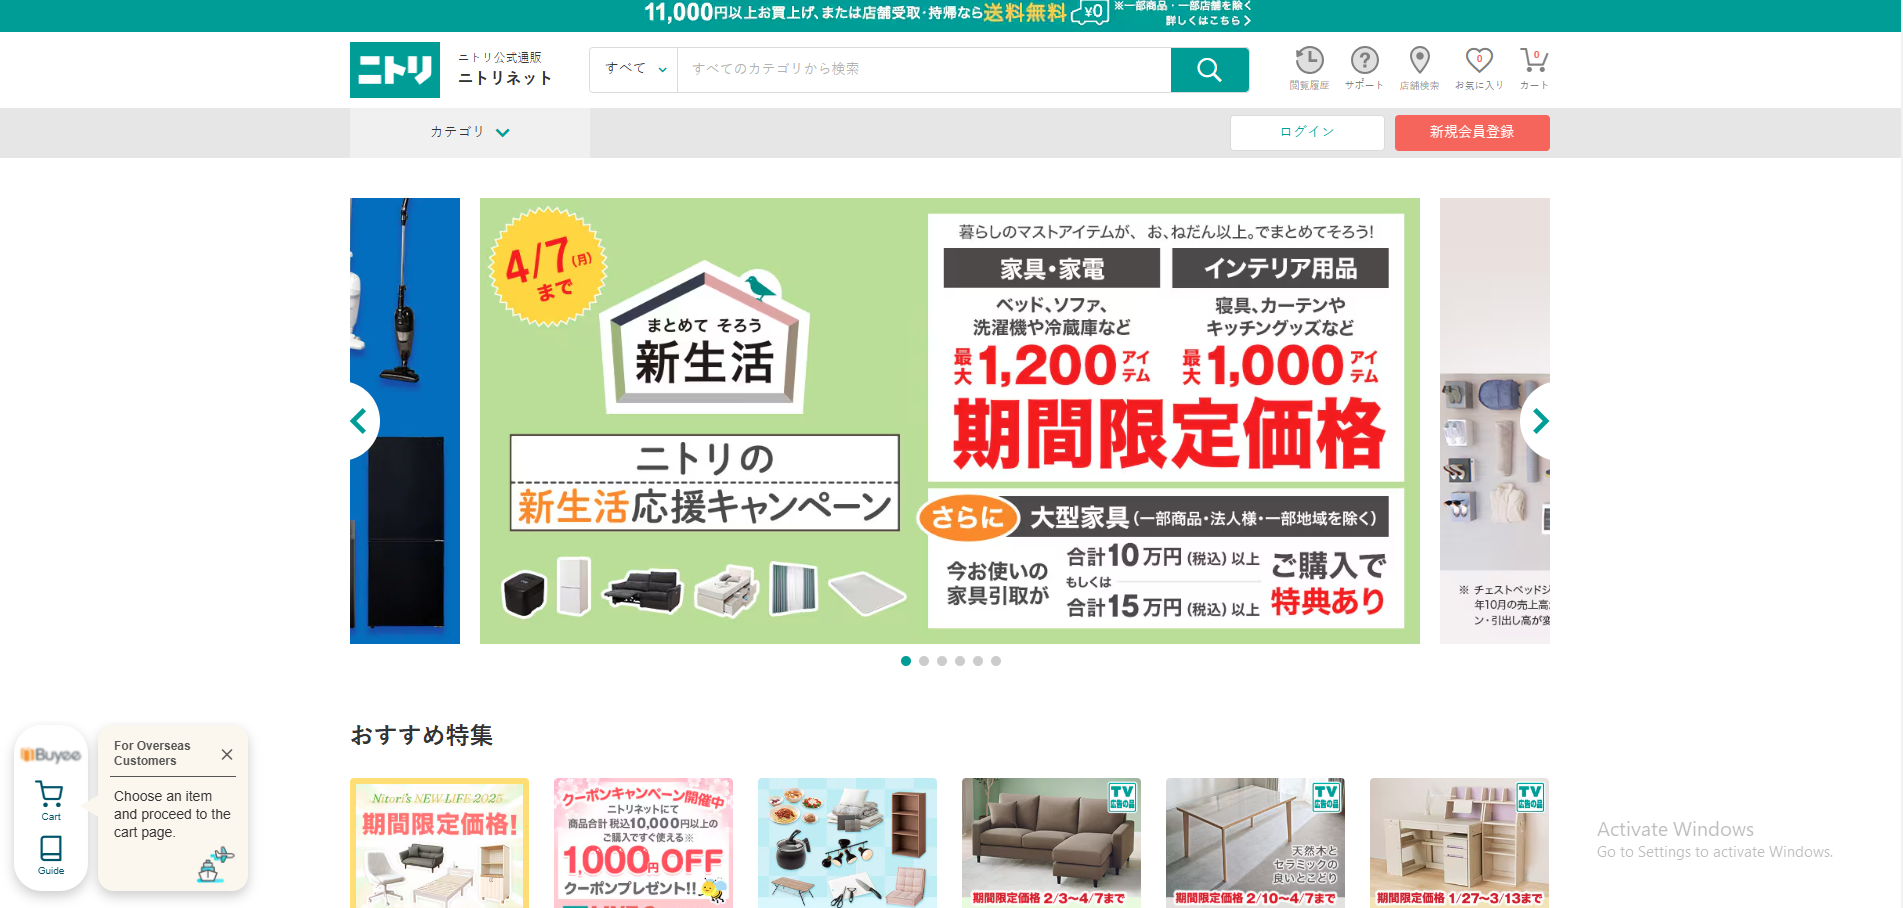 11,000円以上お買上げ、または店舗受取・持帰なら送料無料 ¥0 ※一部商品・一部店舗を除く
詳しくはこちら
ニトリ
ニトリ公式通販
ニトリネット
すべて
すべてのカテゴリから検索
閲覧履歴
サポート
店舗検索
0
お気に入り
0
カート
カテゴリ
ログイン
新規会員登録
4/7(月)
まで
まとめて そろう
新生活
ニトリの
新生活応援キャンペーン
暮らしのマストアイテムが、お、ねだん以上。でまとめてそろう!
家具・家電
ベッド、ソファ、
洗濯機や冷蔵庫など
最大1,200アイテム
インテリア用品
寝具、カーテンや
キッチングッズなど
最大1,000アイテム
期間限定価格
さらに 大型家具(一部商品・法人様・一部地域を除く)
今お使いの
家具引取が
合計10万円(税込)以上
もしくは
合計15万円(税込)以上
ご購入で
特典あり
※ チェストベッドシ
年10月の売上高
ン・引出し高が変
おすすめ特集
Nitori's NEW LIFE 2025
期間限定価格!
クーポンキャンペーン開催中
ニトリネットにて
商品合計 税込10,000円以上の
ご購入ですぐ使える※
1,000円OFF
クーポンプレゼント!!
TV
広告の品
期間限定価格 2/3~4/7まで
TV
広告の品
天然木と
セラミックの
良いとこどり
期間限定価格 2/10~4/7まで
TV
広告の品
期間限定価格 1/27~3/13まで
Buyee
Cart
Guide
For Overseas
Customers
Choose an item
and proceed to the
cart page.
Activate Windows
Go to Settings to activate Windows.